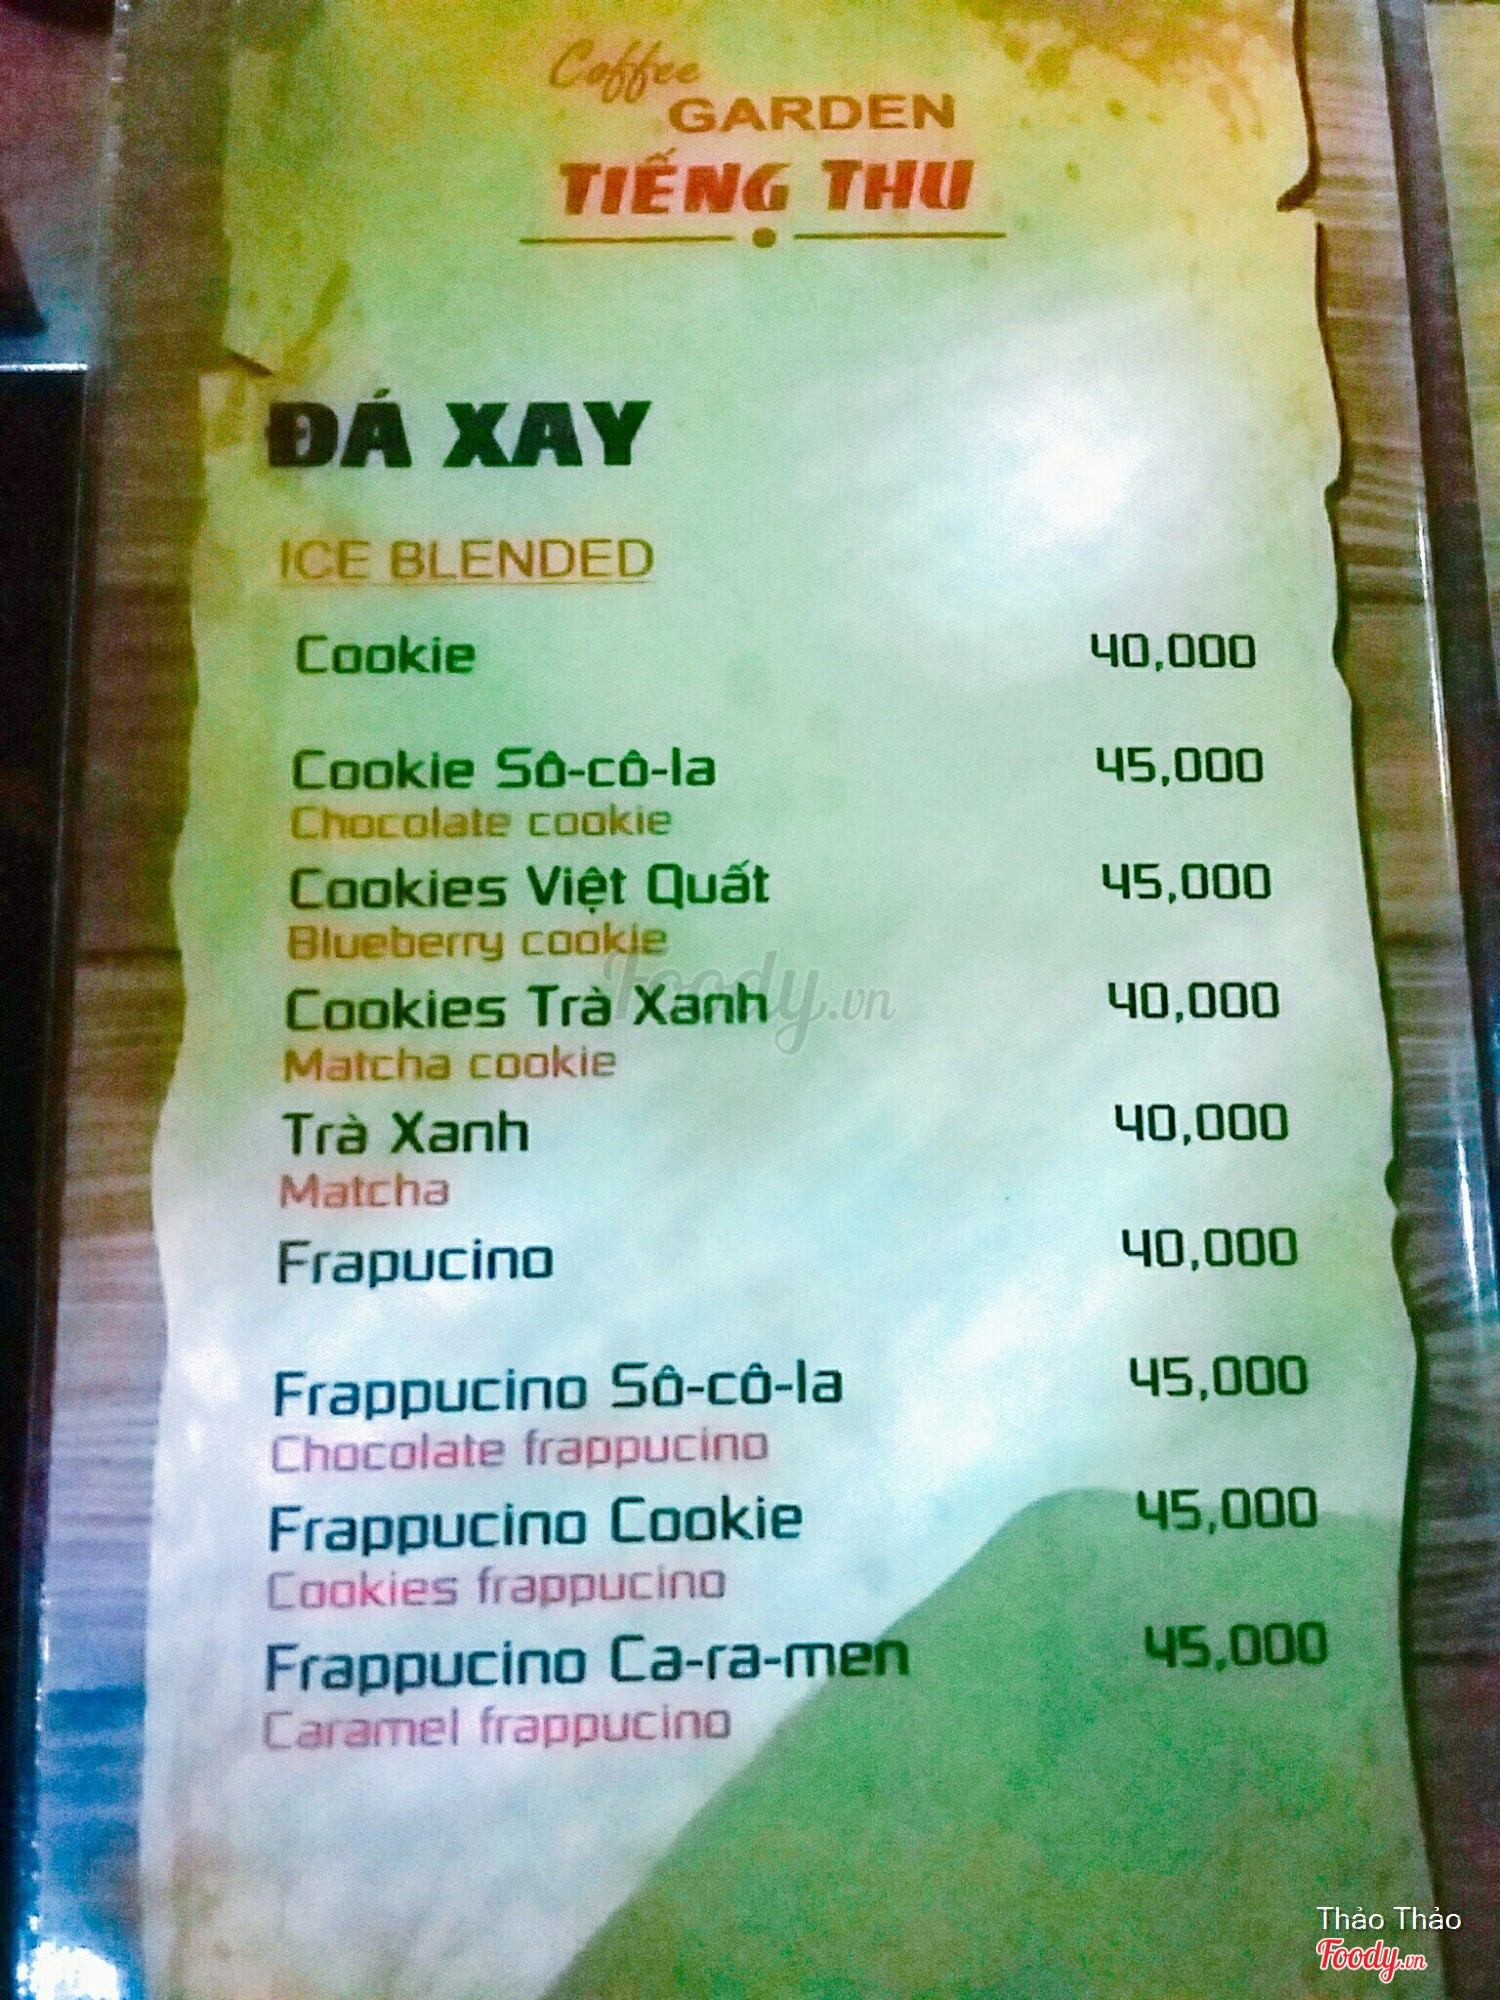 Coffee
GARDEN
TIẾNG THU
ĐÁ XAY
ICE BLENDED
Cookie 40,000
Cookie Sô-cô-la 45,000
Chocolate cookie
Cookies Việt Quất 45,000
Blueberry cookie
Cookies Trà Xanh 40,000
Foody.vn
Matcha cookie
Trà Xanh 40,000
Matcha
Frapucino 40,000
Frappucino Sô-cô-la 45,000
Chocolate frappucino
Frappucino Cookie 45,000
Cookies frappucino
Frappucino Ca-ra-men 45,000
Caramel frappucino
Thảo Thảo
Foody.vn